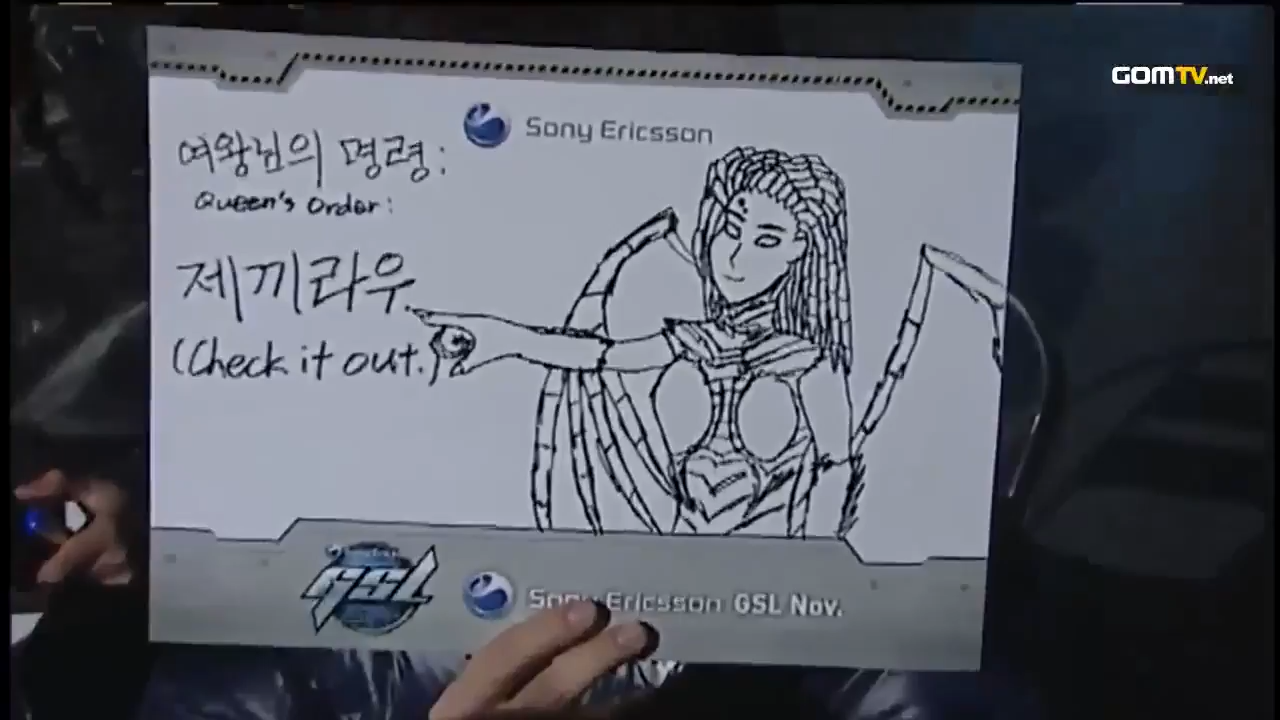 GOMTV.net
Sony Ericsson
여왕님의 명령:
Queen's Order:
제끼라우.
(Check it out.)
GSL
Sony Ericsson GSL Nov.